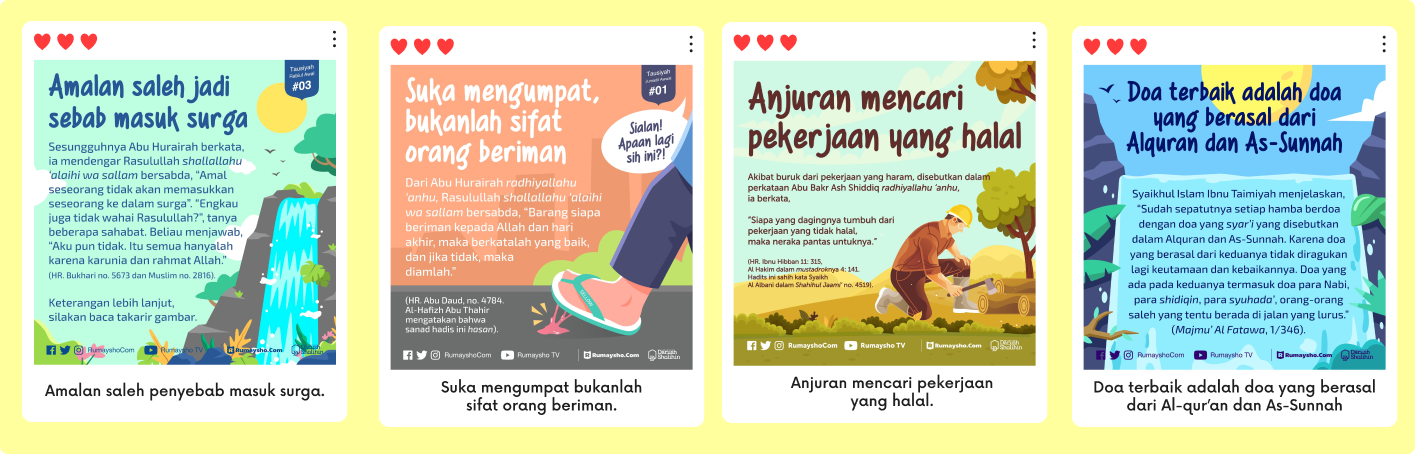 Amalan saleh jadi
sebab masuk surga
Tausiyah
#03
Sesungguhnya Abu Hurairah berkata,
ia mendengar Rasulullah shallallahu
'alaihi wa sallam bersabda, "Amal
seseorang tidak akan memasukkan
seseorang ke dalam surga". "Engkau
juga tidak wahai Rasulullah?", tanya
beberapa sahabat. Beliau menjawab,
"Aku pun tidak. Itu semua hanyalah
karena karunia dan rahmat Allah."
(HR. Bukhari no. 5673 dan Muslim no. 2816).
Keterangan lebih lanjut,
silakan baca takarir gambar.
RumayshoCom
Rumaysho TV
Rumaysho.Com
Darush Sholihin
Amalan saleh penyebab masuk surga.
Suka mengumpat,
bukanlah sifat
orang beriman
Tausiyah
#01
Sialan!
Apaan lagi
sih ini?!
Dari Abu Hurairah radhiyallahu
'anhu, Rasulullah shallallahu 'alaihi
wa sallam bersabda, "Barang siapa
beriman kepada Allah dan hari
akhir, maka berkatalah yang baik,
dan jika tidak, maka
diamlah."
(HR. Abu Daud, no. 4784.
Al-Hafizh Abu Thahir
mengatakan bahwa
sanad hadis ini hasan).
RumayshoCom
Rumaysho TV
Rumaysho.Com
Darush Sholihin
Suka mengumpat bukanlah
sifat orang beriman.
Anjuran mencari
pekerjaan yang halal
Akibat buruk dari pekerjaan yang haram, disebutkan dalam
perkataan Abu Bakr Ash Shiddiq radhiyallahu 'anhu,
ia berkata,
"Siapa yang dagingnya tumbuh dari
pekerjaan yang tidak halal,
maka neraka pantas untuknya."
(HR. Ibnu Hibban 11: 315,
Al Hakim dalam mustadroknya 4: 141.
Hadits ini sahih kata Syaikh
Al Albani dalam Shahihul Jaami' no. 4519).
RumayshoCom
Rumaysho TV
Rumaysho.Com
Darush Sholihin
Anjuran mencari pekerjaan
yang halal.
Doa terbaik adalah doa
yang berasal dari
Alquran dan As-Sunnah
Syaikhul Islam Ibnu Taimiyah menjelaskan,
"Sudah sepatutnya setiap hamba berdoa
dengan doa yang syar'i yang disebutkan
dalam Alquran dan As-Sunnah. Karena doa
yang berasal dari keduanya tidak diragukan
lagi keutamaan dan kebaikannya. Doa yang
ada pada keduanya termasuk doa para Nabi,
para shidiqin, para syuhada', orang-orang
saleh yang tentu berada di jalan yang lurus."
(Majmu' Al Fatawa, 1/346).
RumayshoCom
Rumaysho TV
Rumaysho.Com
Darush Sholihin
Doa terbaik adalah doa yang berasal
dari Al-qur'an dan As-Sunnah